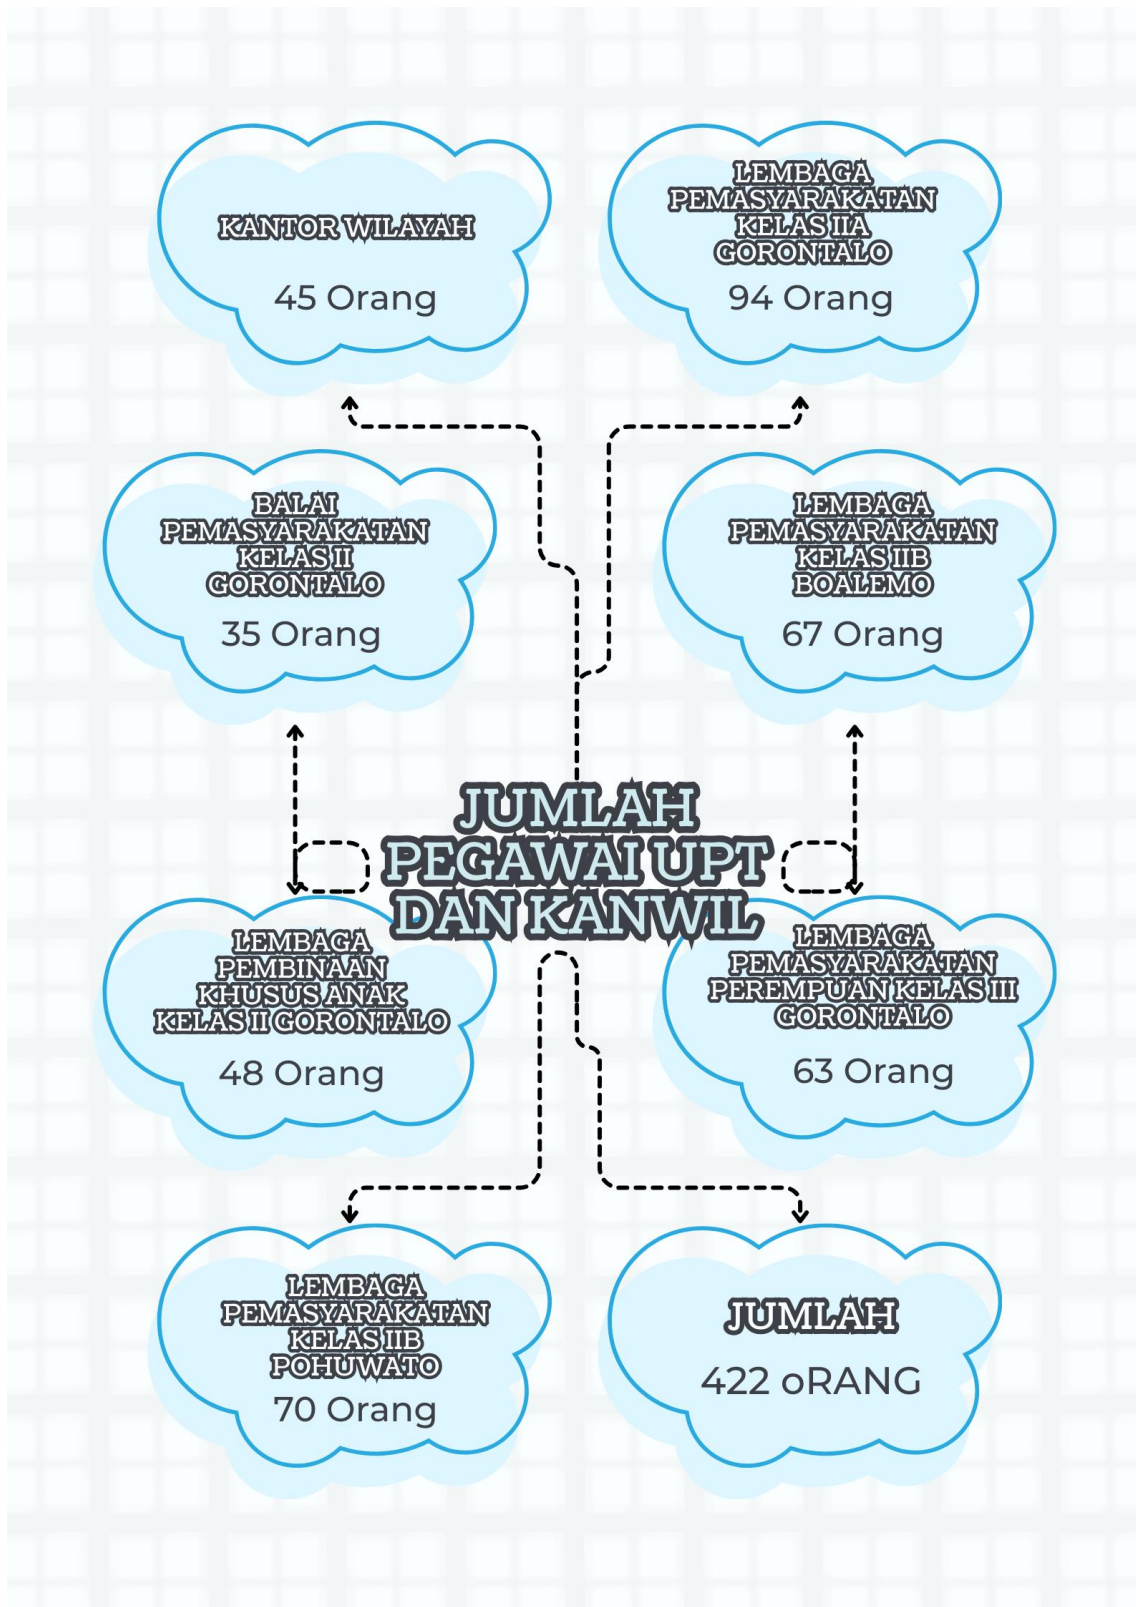 KANTOR WILAYAH
45 Orang
LEMBAGA
PEMASYARAKATAN
KELAS IIA
GORONTALO
94 Orang
BALAI
PEMASYARAKATAN
KELAS II
GORONTALO
35 Orang
LEMBAGA
PEMASYARAKATAN
KELAS IIB
BOALEMO
67 Orang
JUMLAH
PEGAWAI UPT
DAN KANWIL
LEMBAGA
PEMBINAAN
KHUSUS ANAK
KELAS II GORONTALO
48 Orang
LEMBAGA
PEMASYARAKATAN
PEREMPUAN KELAS III
GORONTALO
63 Orang
LEMBAGA
PEMASYARAKATAN
KELAS IIB
POHUWATO
70 Orang
JUMLAH
422 oRANG